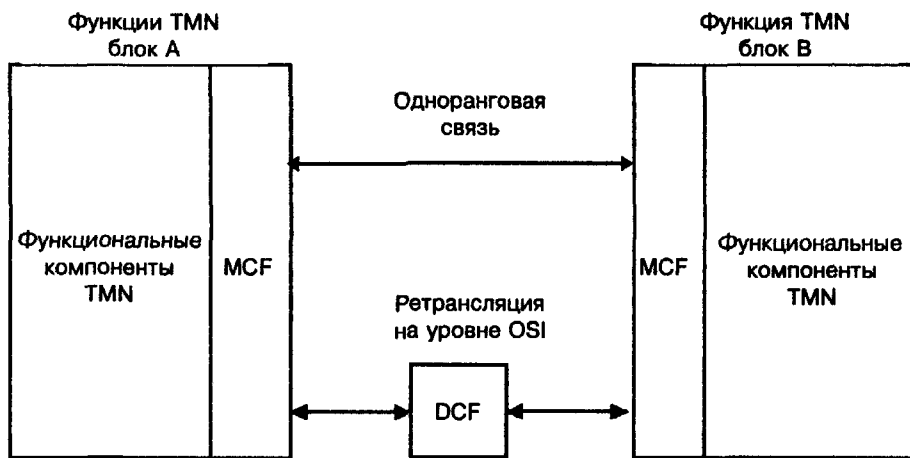 Функции TMN
блок A
Функция TMN
блок B
Одноранговая
связь
Функциональные
компоненты
TMN
MCF
MCF
Функциональные
компоненты
TMN
Ретрансляция
на уровне OSI
DCF